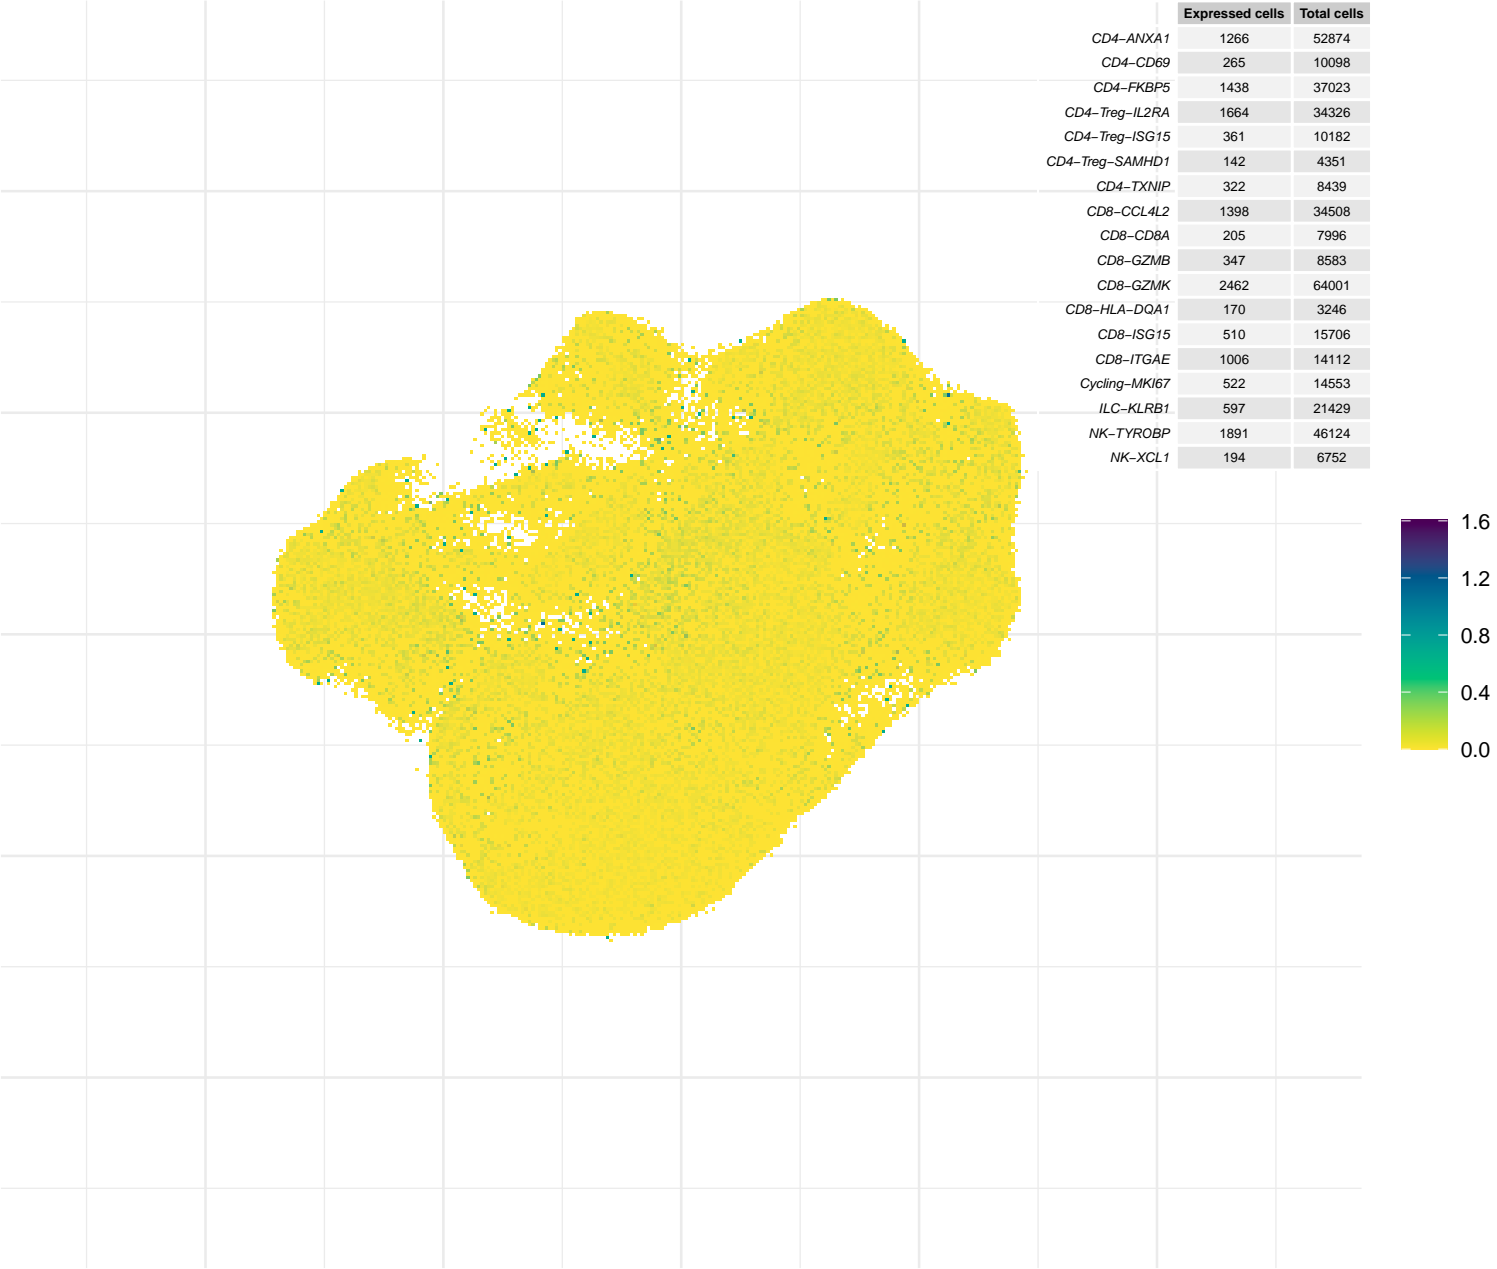 Expressed cells Total cells
CD4−ANXA1 1266 52874
CD4−CD69 265 10098
CD4−FKBP5 1438 37023
CD4−Treg−IL2RA 1664 34326
CD4−Treg−ISG15 361 10182
CD4−Treg−SAMHD1 142 4351
CD4−TXNIP 322 8439
CD8−CCL4L2 1398 34508
CD8−CD8A 205 7996
CD8−GZMB 347 8583
CD8−GZMK 2462 64001
CD8−HLA−DQA1 170 3246
CD8−ISG15 510 15706
CD8−ITGAE 1006 14112
Cycling−MKI67 522 14553
ILC−KLRB1 597 21429
NK−TYROBP 1891 46124
NK−XCL1 194 6752
1.6
1.2
0.8
0.4
0.0